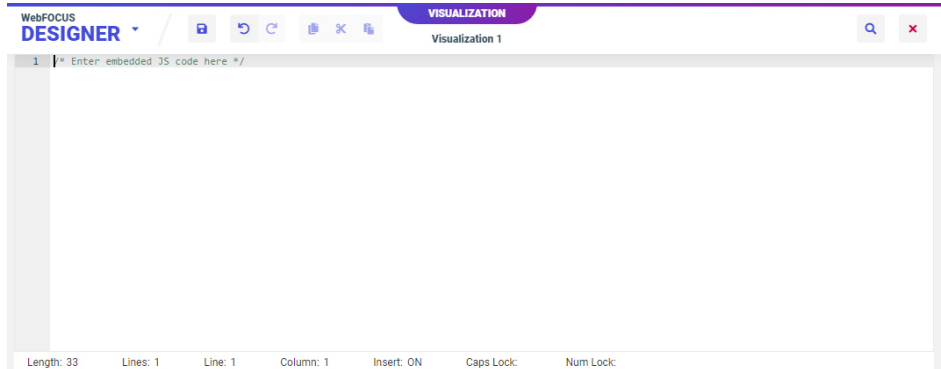 WebFOCUS
DESIGNER
VISUALIZATION
Visualization 1
1 /* Enter embedded JS code here */
Length: 33 Lines: 1 Line: 1 Column: 1 Insert: ON Caps Lock: Num Lock: